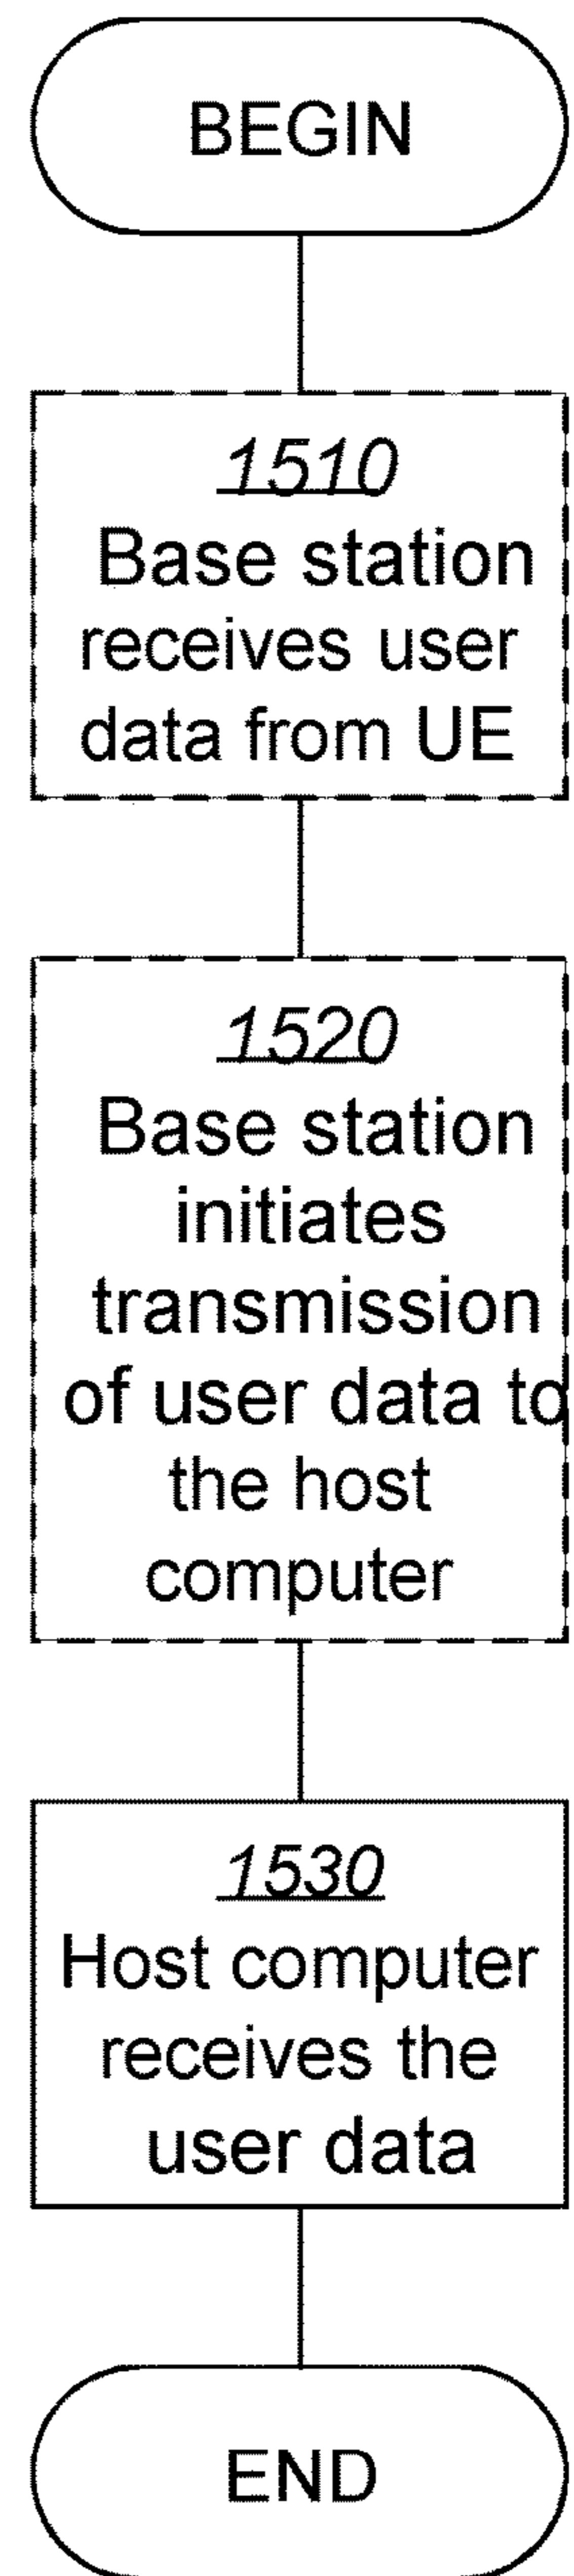 BEGIN
1510
Base station
receives user
data from UE
1520
Base station
initiates
transmission
of user data to
the host
computer
1530
Host computer
receives the
user data
END